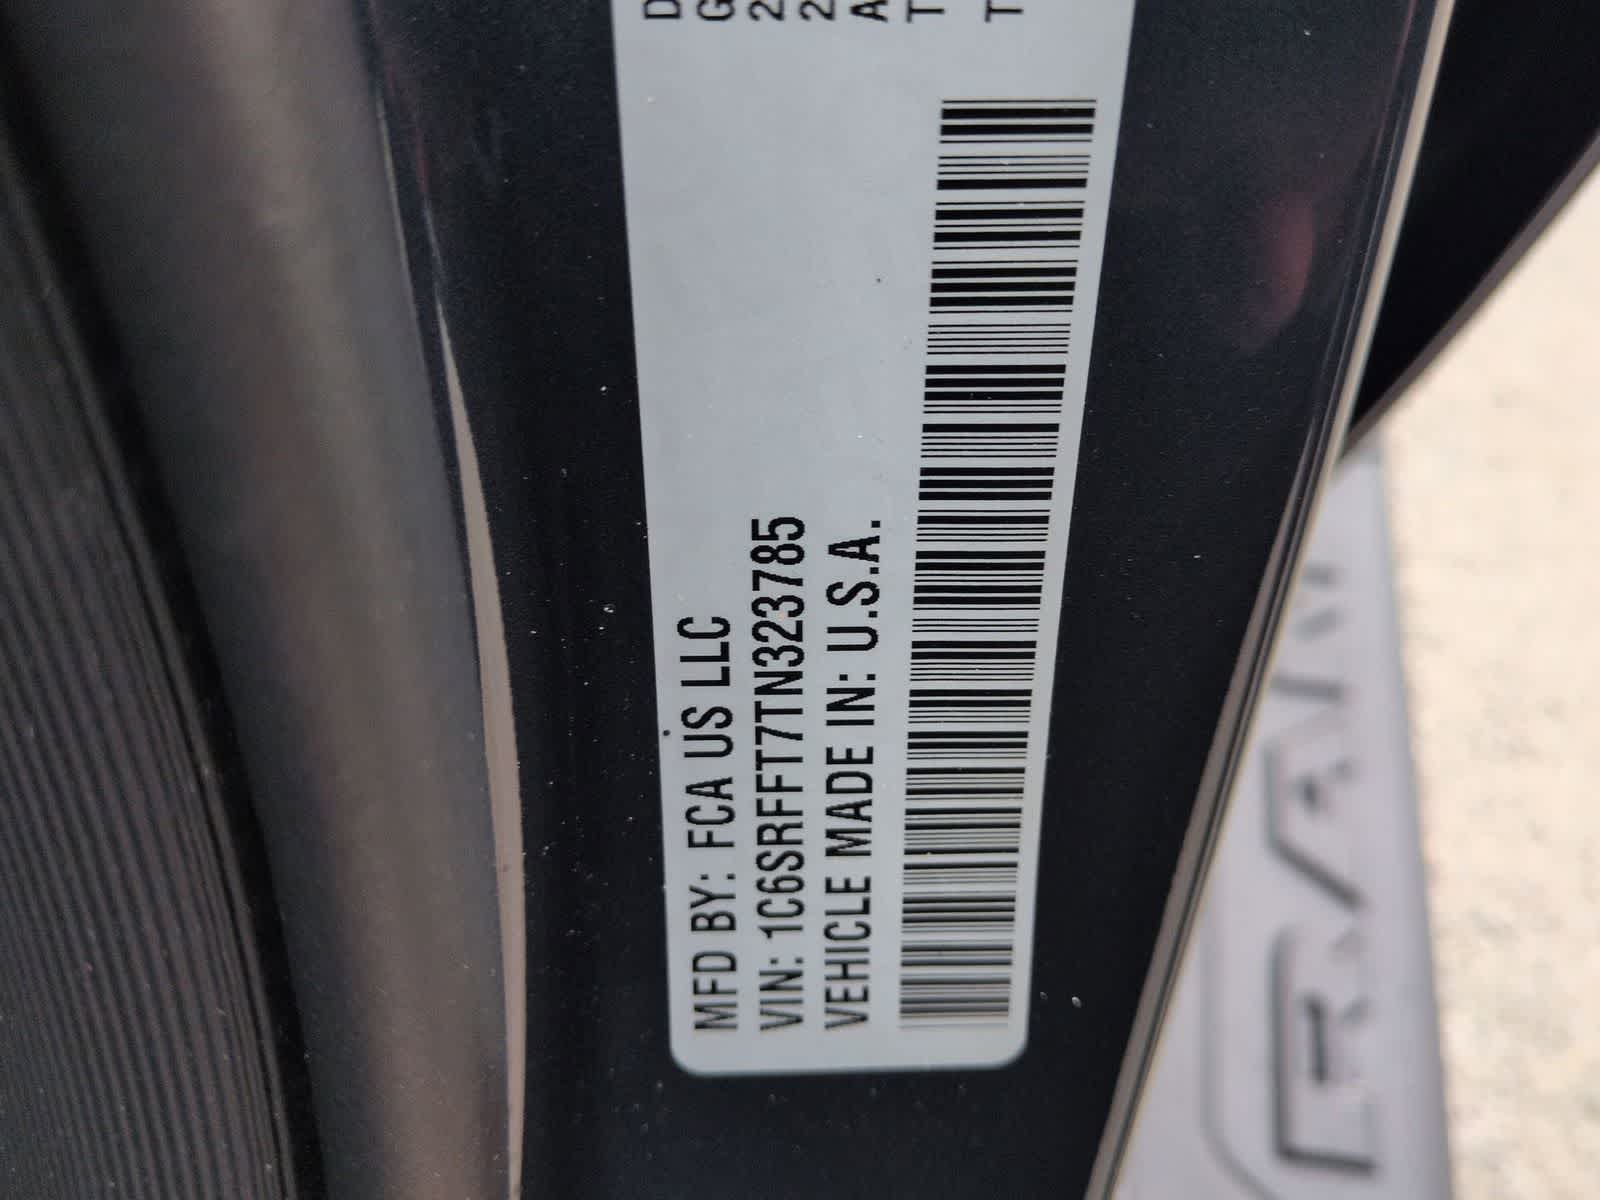 MFD BY: FCA US LLC
VIN: 1C6SRFFT7TN323785
VEHICLE MADE IN: U.S.A.
RAM